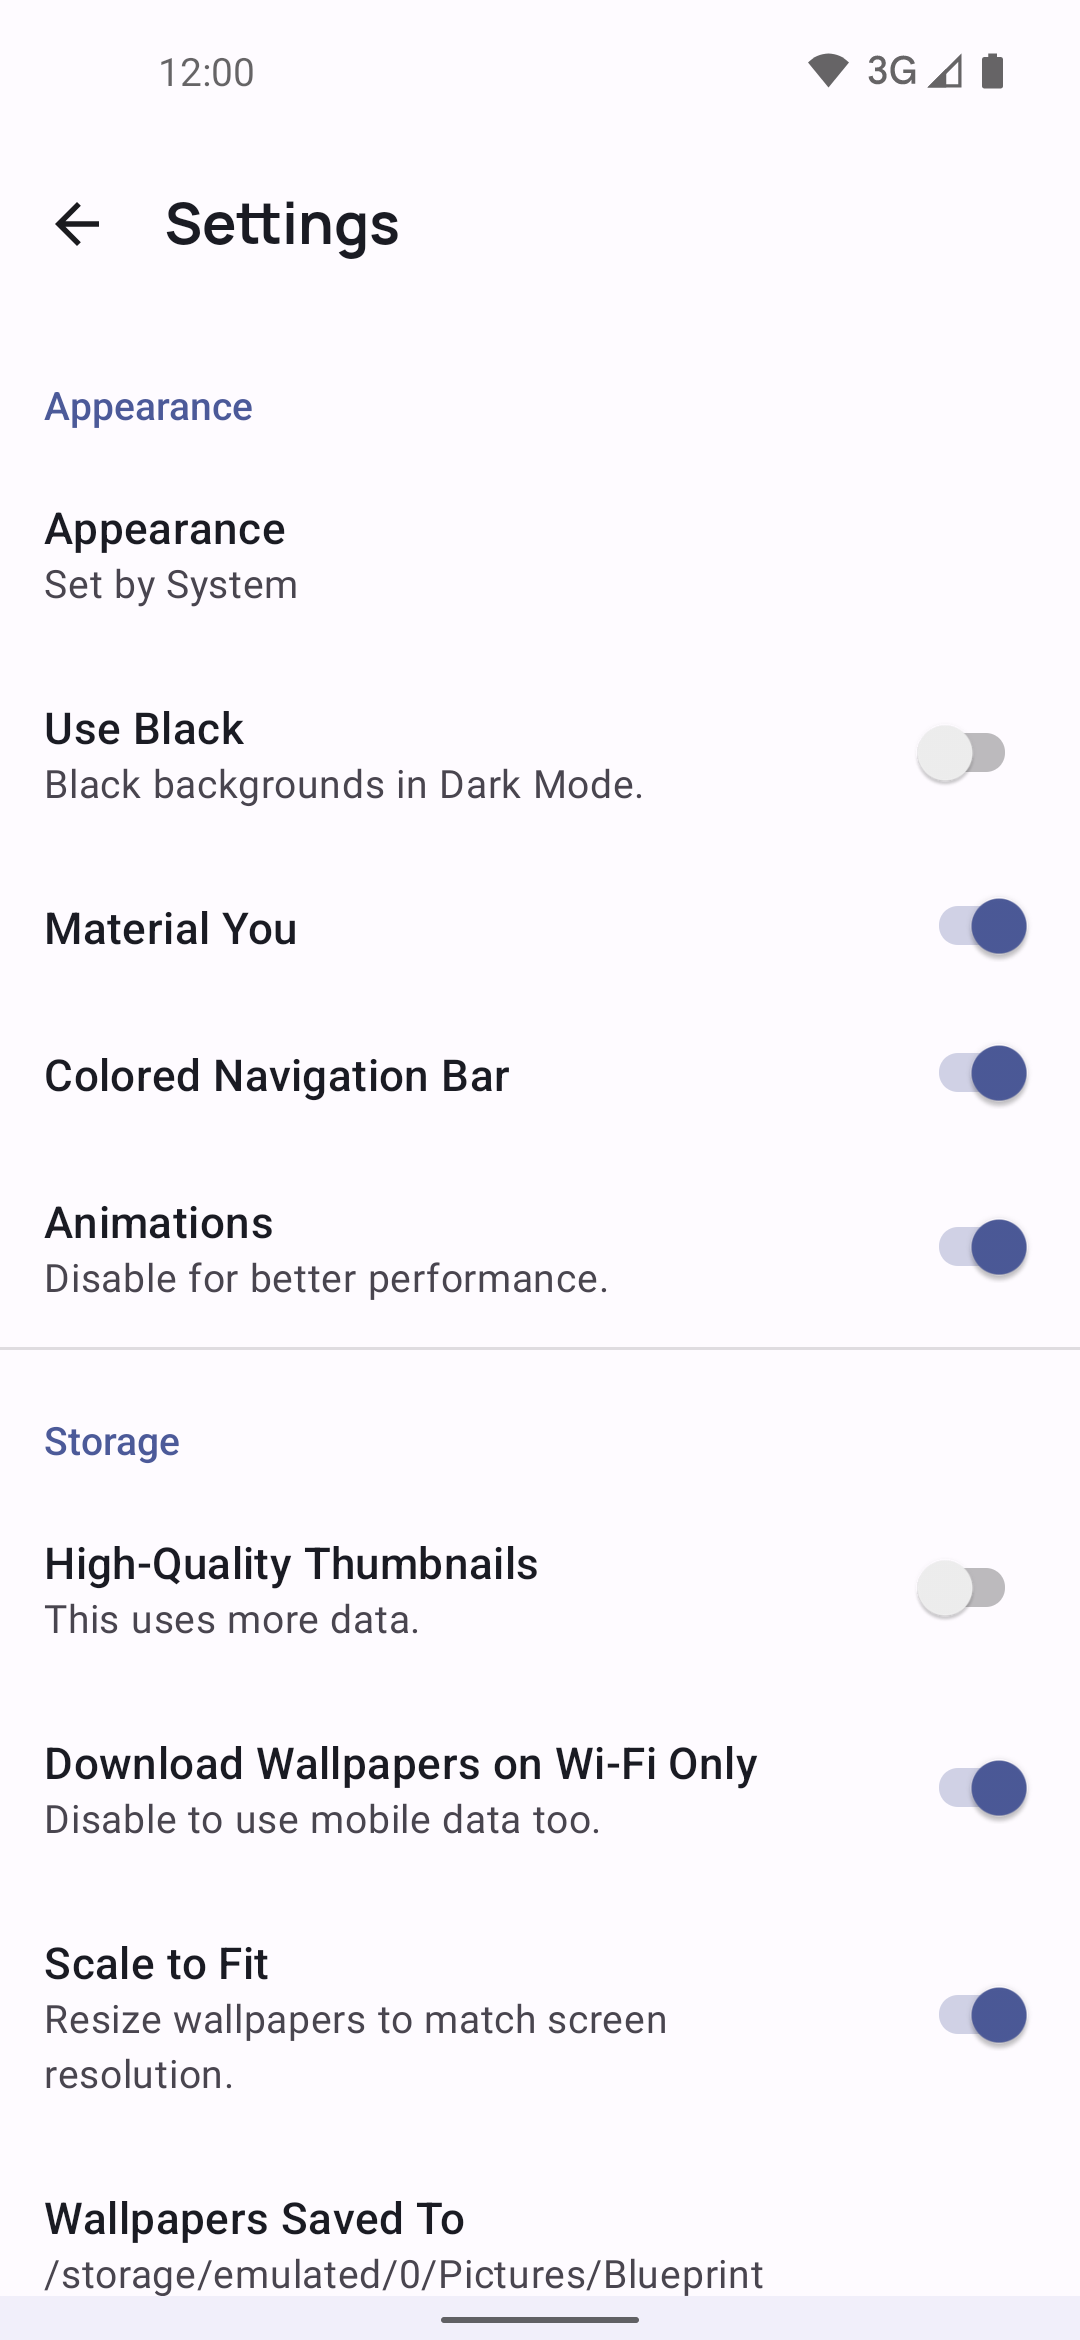 12:00
3G
Settings
Appearance
Appearance
Set by System
Use Black
Black backgrounds in Dark Mode.
Material You
Colored Navigation Bar
Animations
Disable for better performance.
Storage
High-Quality Thumbnails
This uses more data.
Download Wallpapers on Wi-Fi Only
Disable to use mobile data too.
Scale to Fit
Resize wallpapers to match screen
resolution.
Wallpapers Saved To
/storage/emulated/0/Pictures/Blueprint